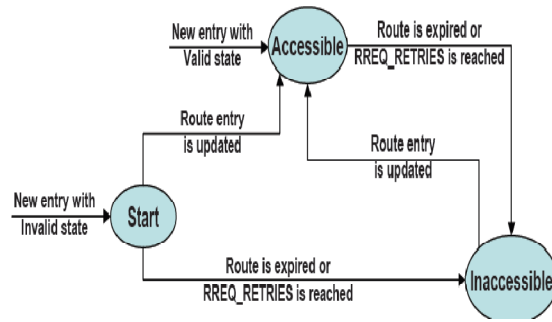 New entry with
Valid state
Accessible
Route is expired or
RREQ_RETRIES is reached
Route entry
is updated
Route entry
is updated
New entry with
Invalid state
Start
Route is expired or
RREQ_RETRIES is reached
Inaccessible